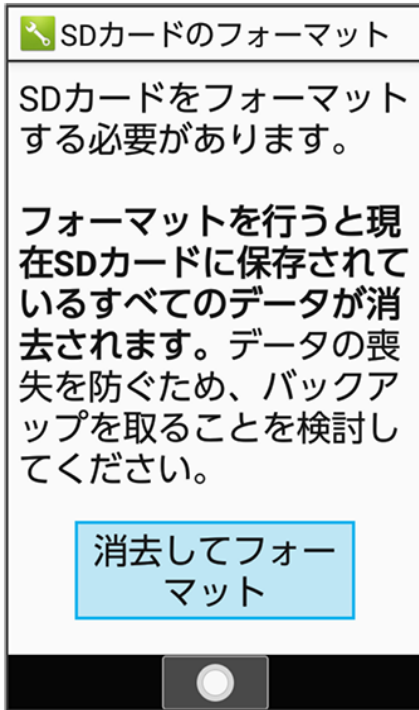 SDカードのフォーマット
SDカードをフォーマット
する必要があります。
フォーマットを行うと現
在SDカードに保存されて
いるすべてのデータが消
去されます。データの喪
失を防ぐため、バックア
ップを取ることを検討し
てください。
消去してフォー
マット